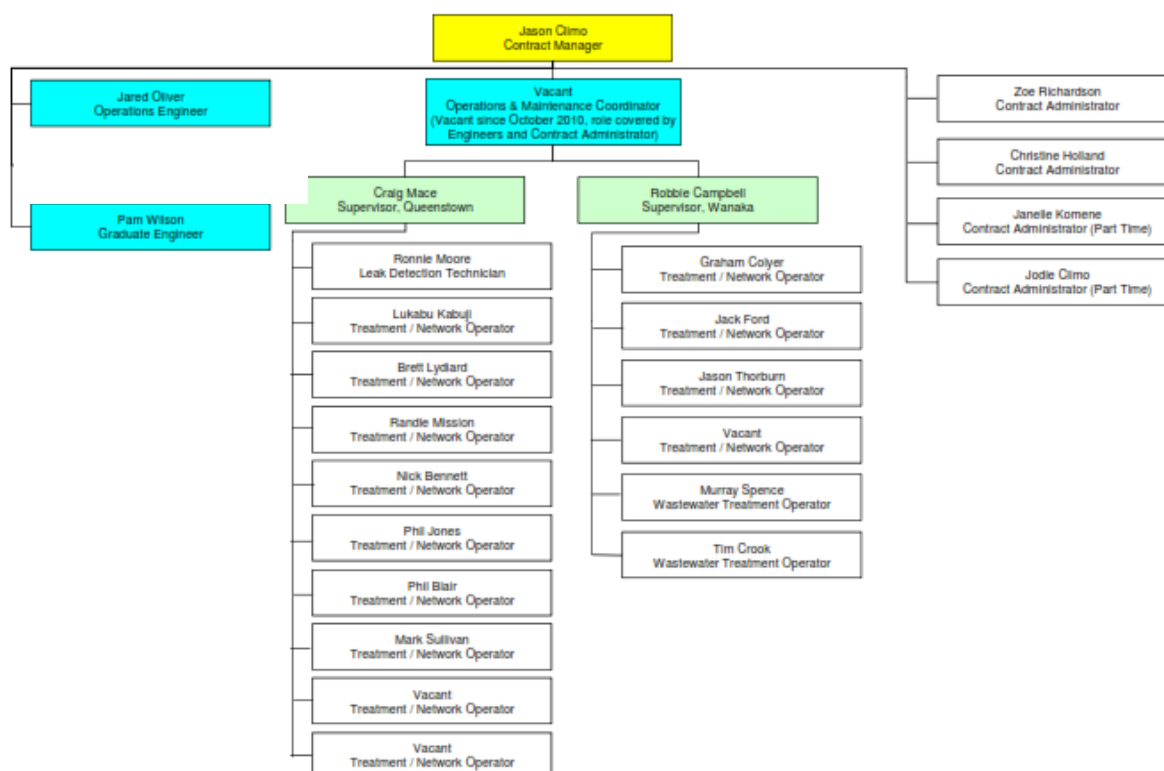 Jason Climo
Contract Manager
Jared Oliver
Operations Engineer
Vacant
Operations & Maintenance Coordinator
(Vacant since October 2010, role covered by
Engineers and Contract Administrator)
Zoe Richardson
Contract Administrator
Christine Holland
Contract Administrator
Janelle Komene
Contract Administrator (Part Time)
Jodie Climo
Contract Administrator (Part Time)
Pam Wilson
Graduate Engineer
Craig Mace
Supervisor, Queenstown
Robbie Campbell
Supervisor, Wanaka
Ronnie Moore
Leak Detection Technician
Lukabu Kabuji
Treatment / Network Operator
Brett Lydiard
Treatment / Network Operator
Randle Mission
Treatment / Network Operator
Nick Bennett
Treatment / Network Operator
Phil Jones
Treatment / Network Operator
Phil Blair
Treatment / Network Operator
Mark Sullivan
Treatment / Network Operator
Vacant
Treatment / Network Operator
Vacant
Treatment / Network Operator
Graham Colyer
Treatment / Network Operator
Jack Ford
Treatment / Network Operator
Jason Thorburn
Treatment / Network Operator
Vacant
Treatment / Network Operator
Murray Spence
Wastewater Treatment Operator
Tim Crook
Wastewater Treatment Operator